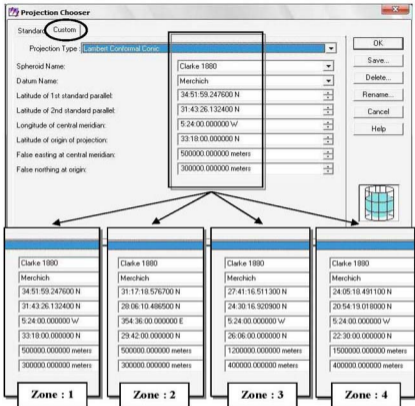 Projection Chooser
Standard Custom
Projection Type : Lambert Conformal Conic
Spheroid Name: Clarke 1880
Datum Name: Merchich
Latitude of 1st standard parallel: 34:51:59.247600 N
Latitude of 2nd standard parallel: 31:43:26.132400 N
Longitude of central meridian: 5:24:00.000000 W
Latitude of origin of projection: 33:18:00.000000 N
False easting at central meridian: 500000.000000 meters
False northing at origin: 300000.000000 meters
OK
Save...
Delete...
Rename...
Cancel
Help
Clarke 1880
Merchich
34:51:59.247600 N
31:43:26.132400 N
5:24:00.000000 W
33:18:00.000000 N
500000.000000 meters
300000.000000 meters
Zone : 1
Clarke 1880
Merchich
31:17:18.576700 N
28:06:10.486500 N
354:36:00.000000 E
29:42:00.000000 N
500000.000000 meters
300000.000000 meters
Zone : 2
Clarke 1880
Merchich
27:41:16.511300 N
24:30:16.920900 N
5:24:00.000000 W
26:06:00.000000 N
1200000.000000 meters
400000.000000 meters
Zone : 3
Clarke 1880
Merchich
24:05:18.491100 N
20:54:19.018000 N
5:24:00.000000 W
22:30:00.000000 N
1500000.000000 meters
400000.000000 meters
Zone : 4